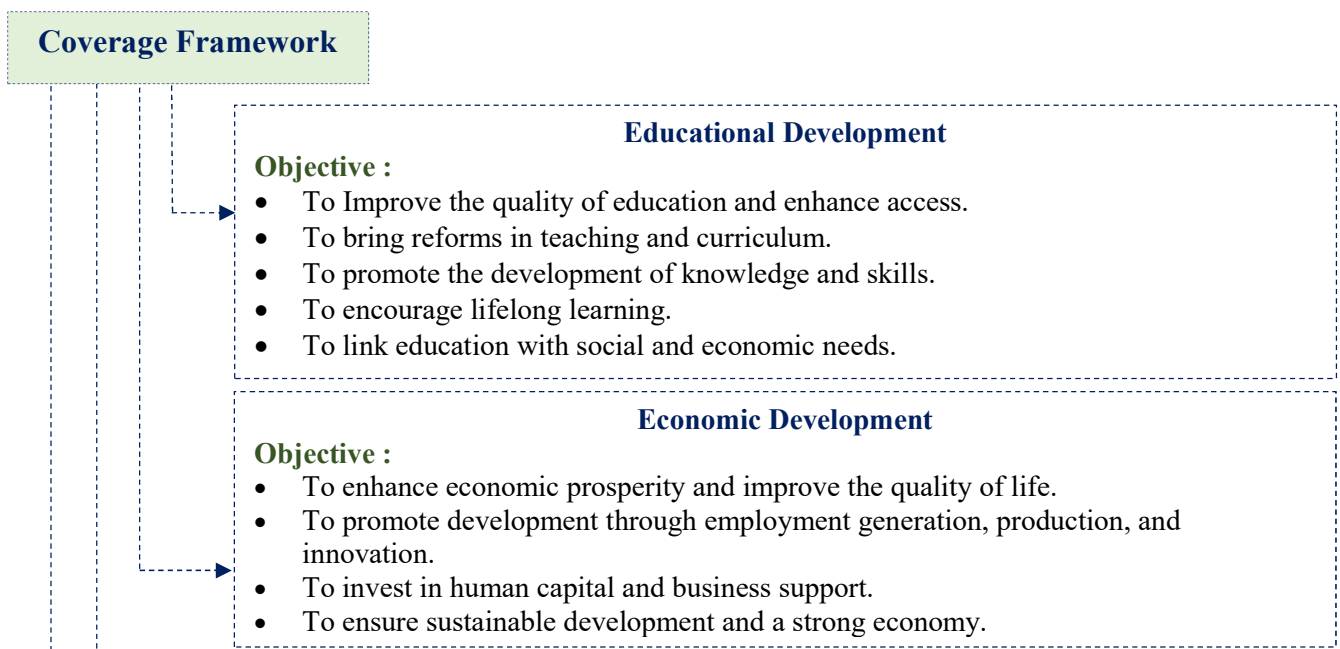 Coverage Framework
Educational Development
Objective :
• To Improve the quality of education and enhance access.
• To bring reforms in teaching and curriculum.
• To promote the development of knowledge and skills.
• To encourage lifelong learning.
• To link education with social and economic needs.
Economic Development
Objective :
• To enhance economic prosperity and improve the quality of life.
• To promote development through employment generation, production, and
innovation.
• To invest in human capital and business support.
• To ensure sustainable development and a strong economy.